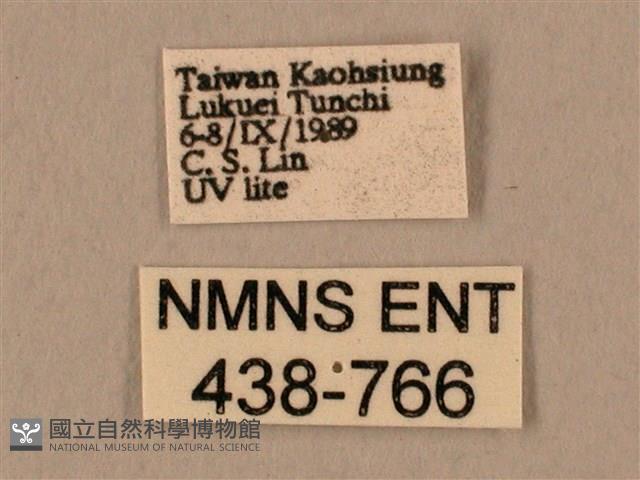 Taiwan Kaohsiung
Lukuei Tunchi
6-8/IX/1989
C. S. Lin
UV lite
NMNS ENT
438-766
國立自然科學博物館
NATIONAL MUSEUM OF NATURAL SCIENCE